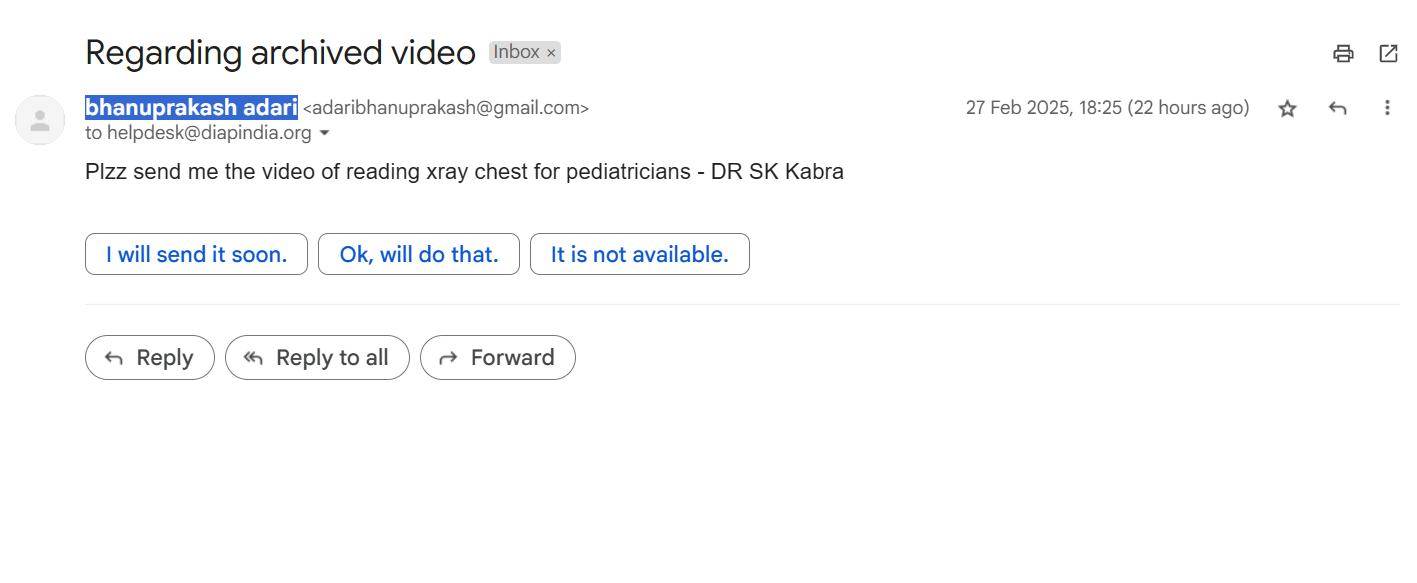 Regarding archived video Inbox ×
bhanuprakash adari <adaribhanuprakash@gmail.com> 27 Feb 2025, 18:25 (22 hours ago)
to helpdesk@diapindia.org
Plzz send me the video of reading xray chest for pediatricians - DR SK Kabra
I will send it soon. Ok, will do that. It is not available.
Reply Reply to all Forward